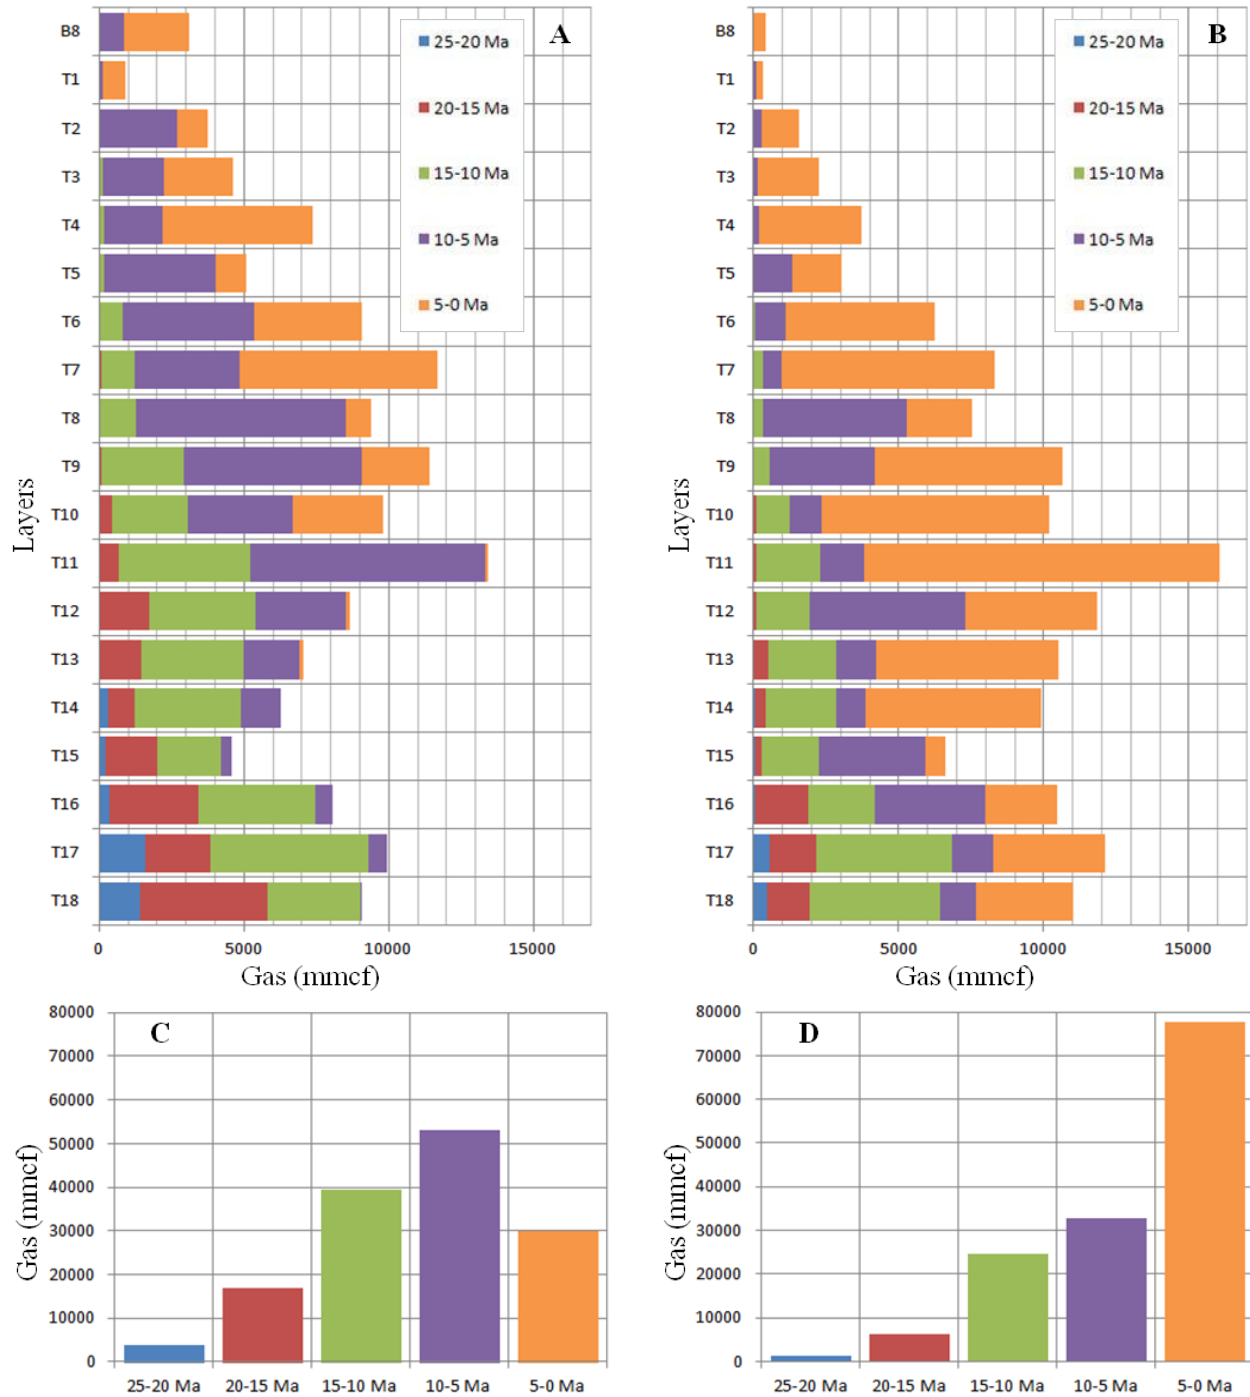 A
B8
T1
T2
T3
T4
T5
T6
T7
T8
T9
T10
T11
T12
T13
T14
T15
T16
T17
T18
Layers
25-20 Ma
20-15 Ma
15-10 Ma
10-5 Ma
5-0 Ma
0 5000 10000 15000
Gas (mmcf)
B
B8
T1
T2
T3
T4
T5
T6
T7
T8
T9
T10
T11
T12
T13
T14
T15
T16
T17
T18
Layers
25-20 Ma
20-15 Ma
15-10 Ma
10-5 Ma
5-0 Ma
0 5000 10000 15000
Gas (mmcf)
C
80000
70000
60000
50000
40000
30000
20000
10000
0
Gas (mmcf)
25-20 Ma 20-15 Ma 15-10 Ma 10-5 Ma 5-0 Ma
D
80000
70000
60000
50000
40000
30000
20000
10000
0
Gas (mmcf)
25-20 Ma 20-15 Ma 15-10 Ma 10-5 Ma 5-0 Ma